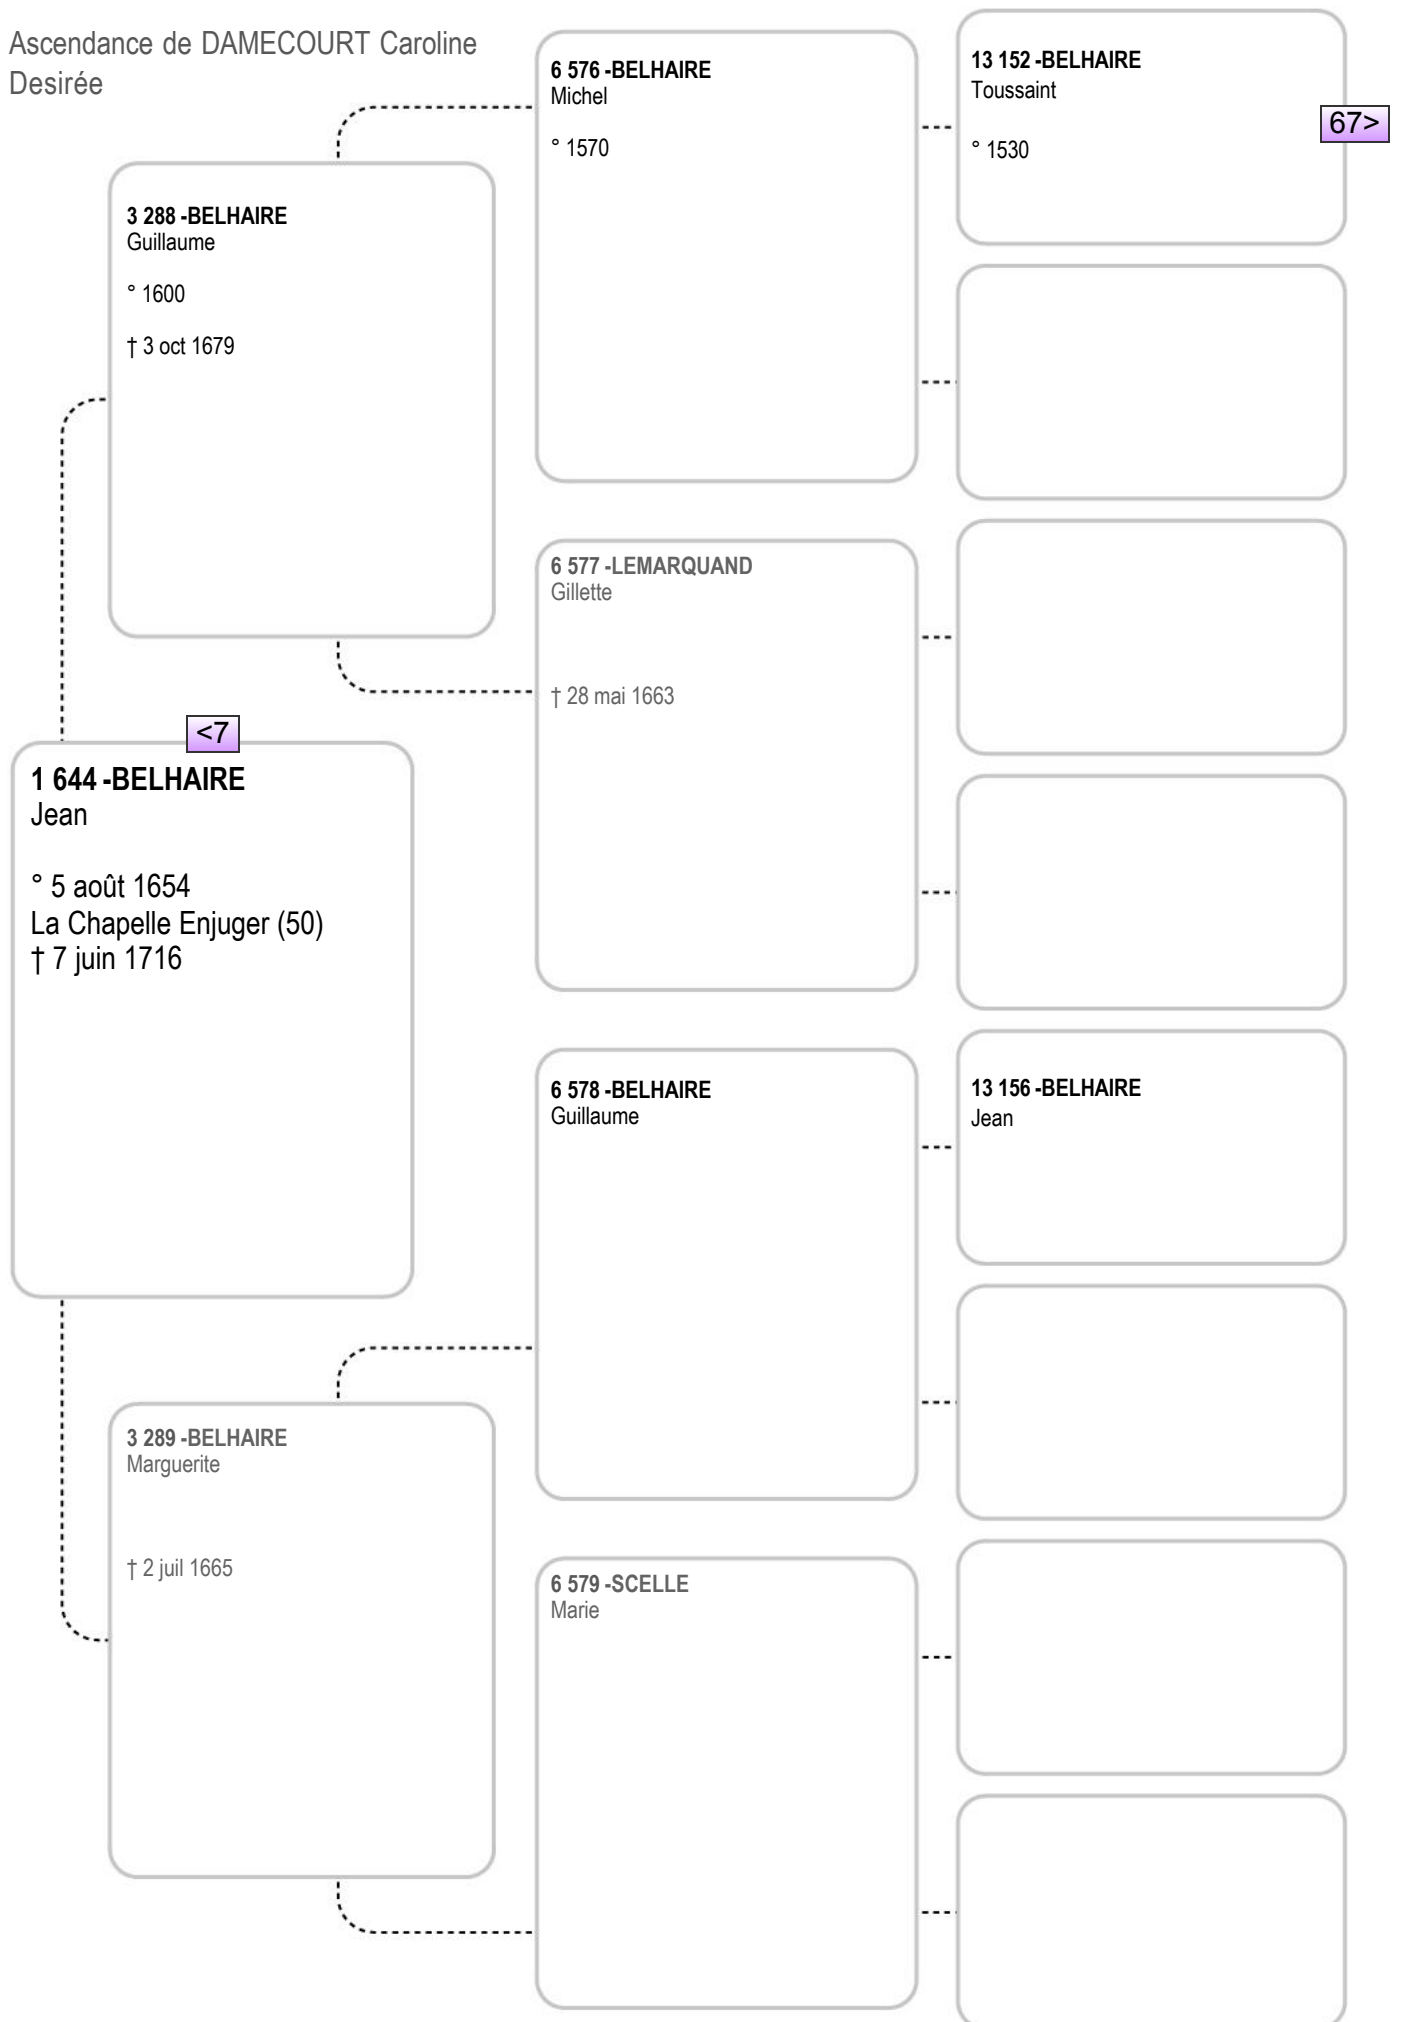 Ascendance de DAMECOURT Caroline
Desirée
6 576 -BELHAIRE
Michel
° 1570
13 152 -BELHAIRE
Toussaint
° 1530
67>
3 288 -BELHAIRE
Guillaume
° 1600
† 3 oct 1679
6 577 -LEMARQUAND
Gillette
† 28 mai 1663
<7
1 644 -BELHAIRE
Jean
° 5 août 1654
La Chapelle Enjuger (50)
† 7 juin 1716
6 578 -BELHAIRE
Guillaume
13 156 -BELHAIRE
Jean
3 289 -BELHAIRE
Marguerite
† 2 juil 1665
6 579 -SCELLE
Marie